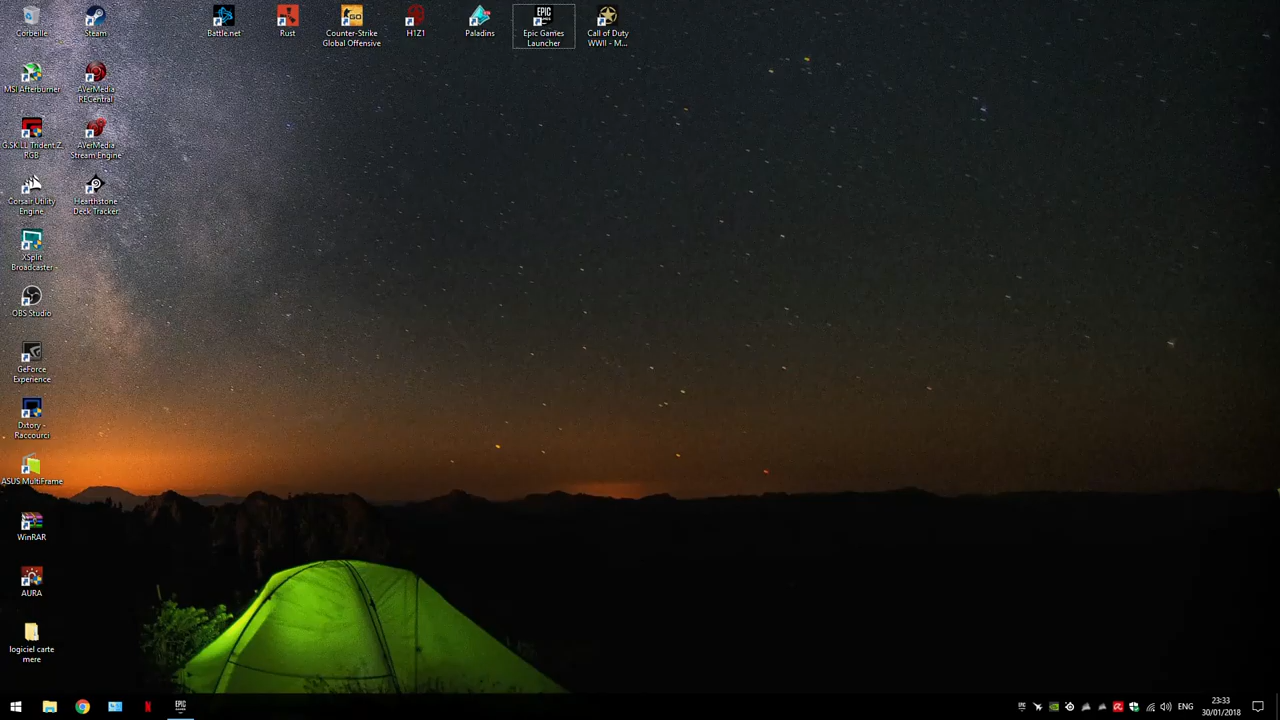 Corbeille
Steam
Battle.net
Rust
Counter-Strike
Global Offensive
H1Z1
Paladins
EPIC
GAMES
Epic Games
Launcher
Call of Duty
WWII - M...
MSI Afterburner
AVerMedia
RECentral
G.SKILL Trident Z
RGB
AVerMedia
Stream Engine
Corsair Utility
Engine
Hearthstone
Deck Tracker
XSplit
Broadcaster
OBS Studio
GeForce
Experience
Dxtory -
Raccourci
ASUS MultiFrame
WinRAR
AURA
logiciel carte
mere
EPIC
ENG
23:33
30/01/2018